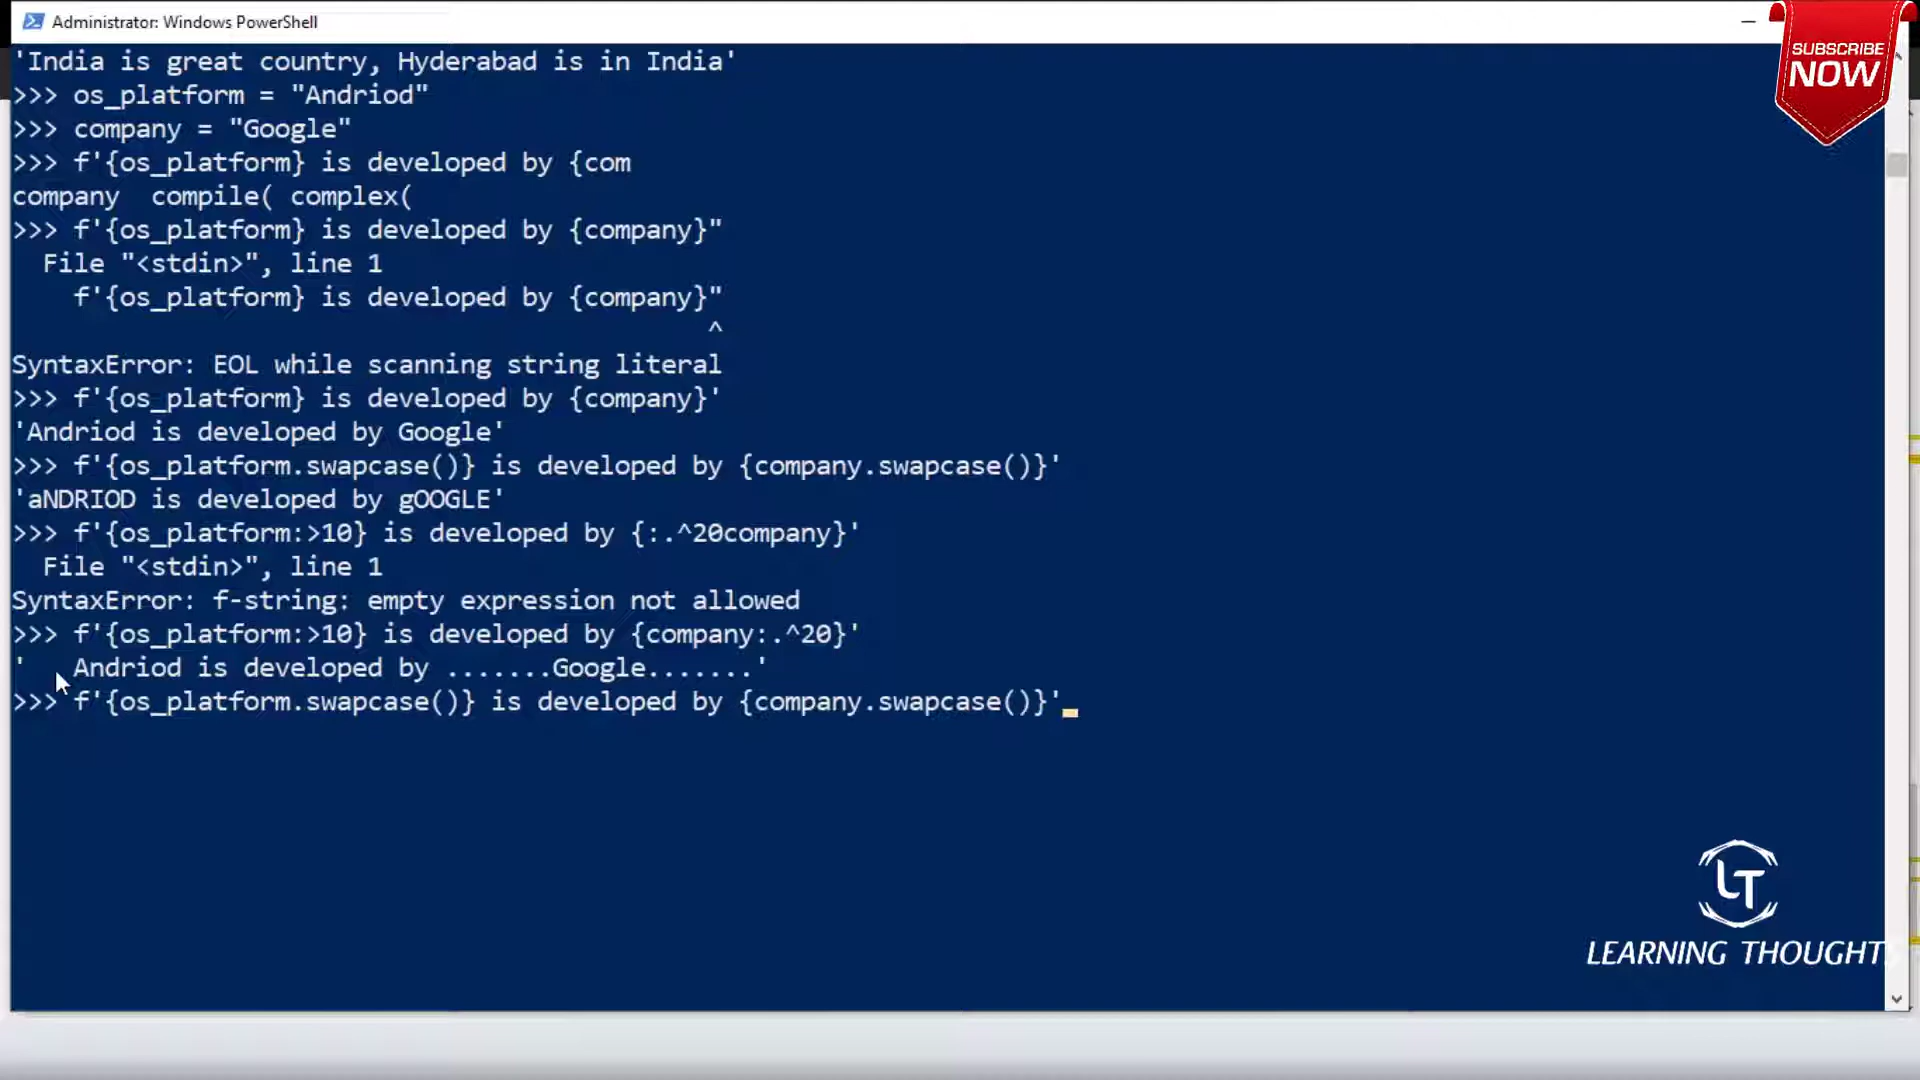 Administrator: Windows PowerShell
SUBSCRIBE
NOW
'India is great country, Hyderabad is in India'
>>> os_platform = "Andriod"
>>> company = "Google"
>>> f'{os_platform} is developed by {com
company  compile( complex(
>>> f'{os_platform} is developed by {company}"
  File "<stdin>", line 1
    f'{os_platform} is developed by {company}"
                                             ^
SyntaxError: EOL while scanning string literal
>>> f'{os_platform} is developed by {company}'
'Andriod is developed by Google'
>>> f'{os_platform.swapcase()} is developed by {company.swapcase()}'
'aNDRIOD is developed by gOOGLE'
>>> f'{os_platform:>10} is developed by {:.^20company}'
  File "<stdin>", line 1
SyntaxError: f-string: empty expression not allowed
>>> f'{os_platform:>10} is developed by {company:.^20}'
'   Andriod is developed by .......Google.......'
>>> f'{os_platform.swapcase()} is developed by {company.swapcase()}'
LT
LEARNING THOUGHTS